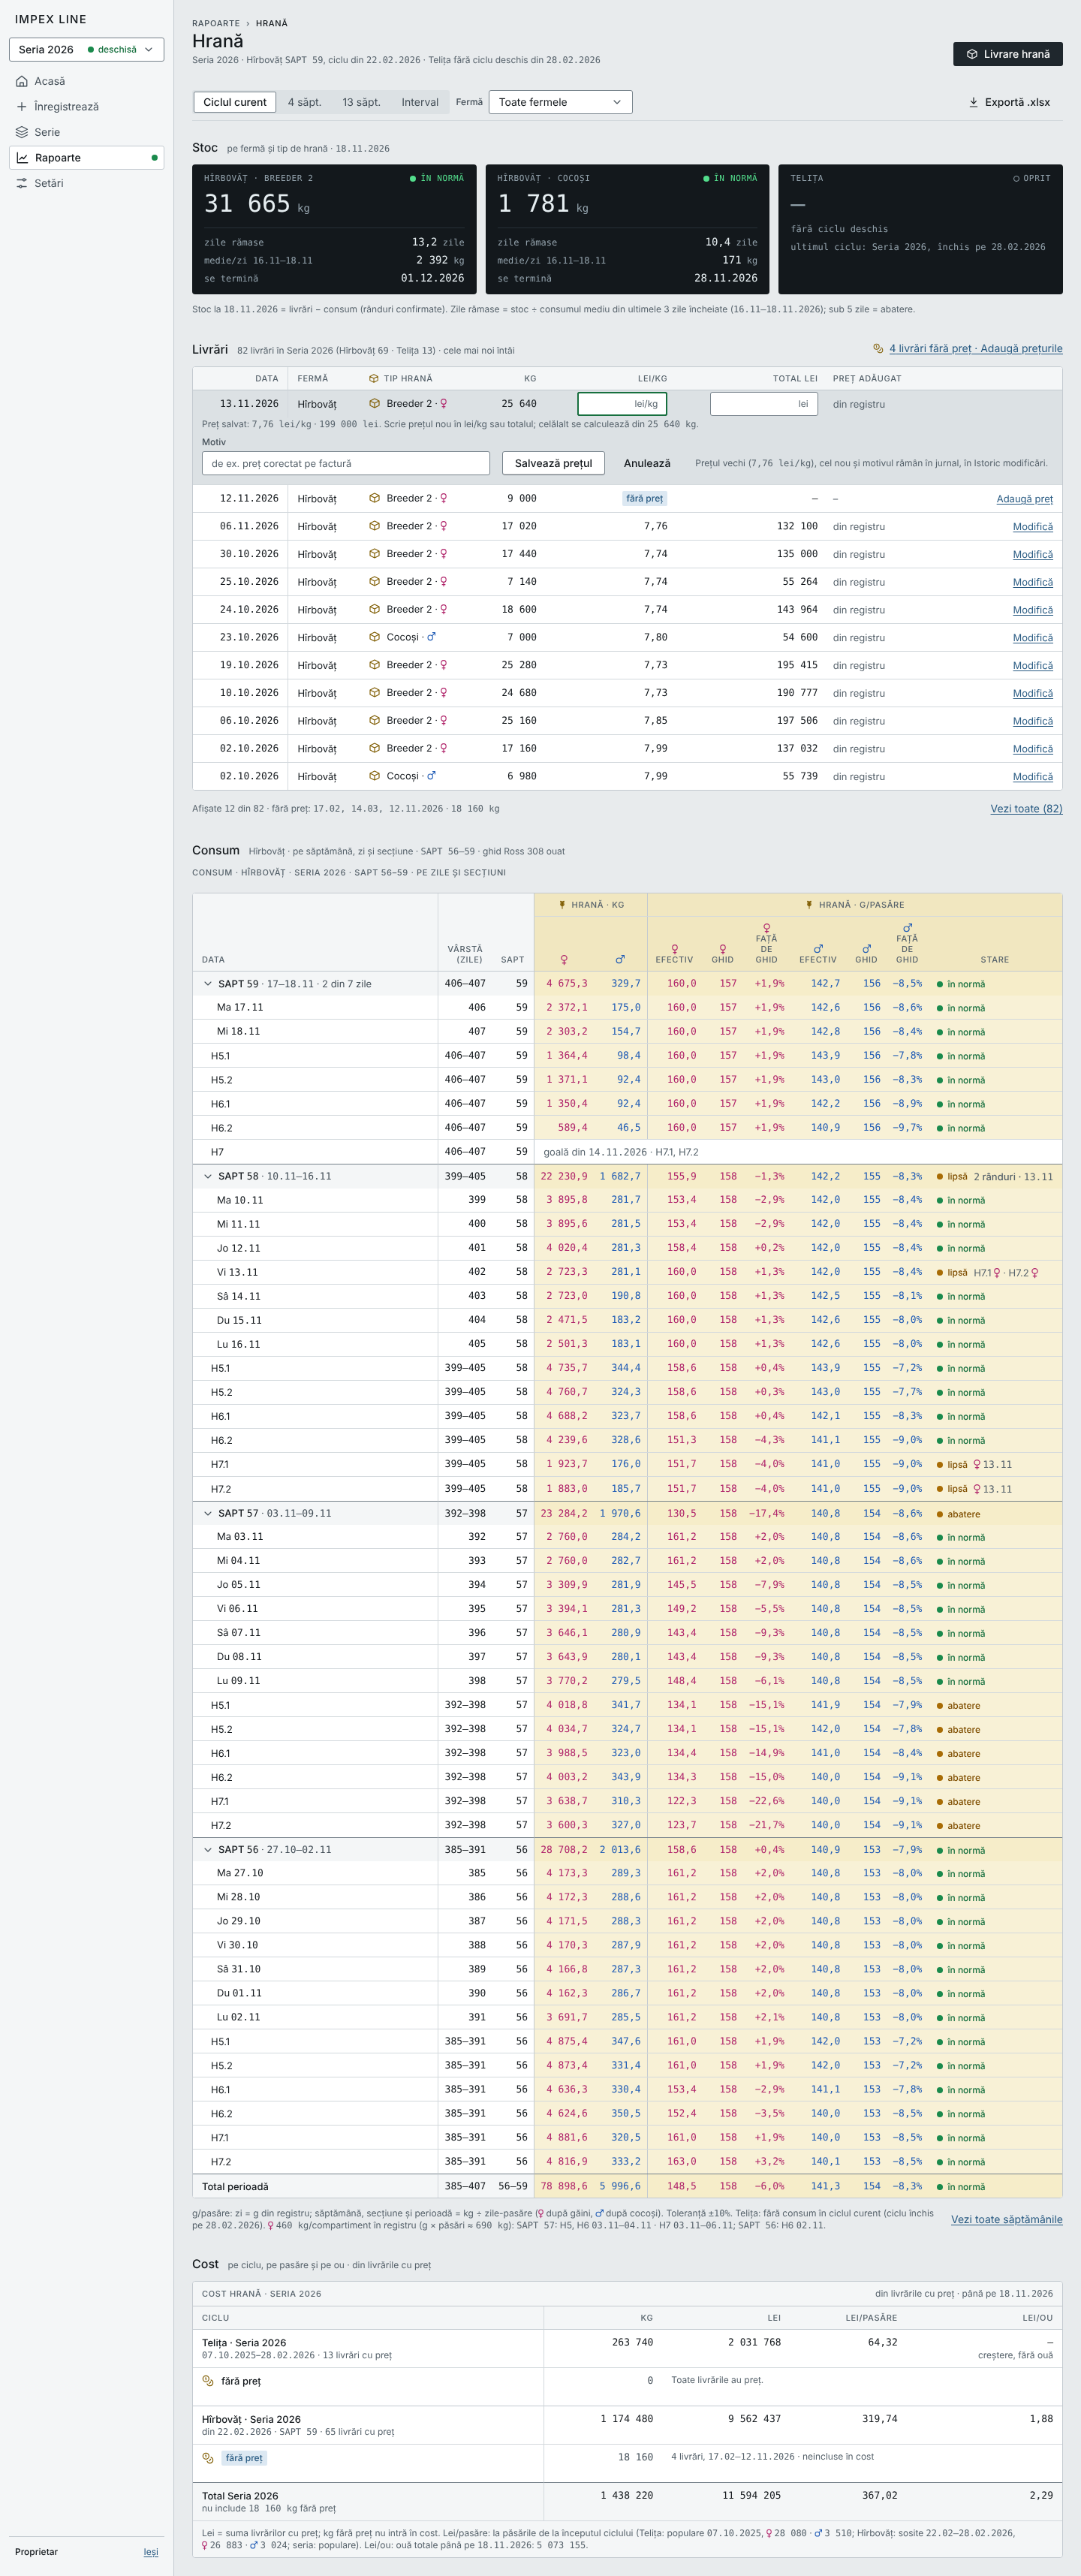 IMPEX LINE
Seria 2026 deschisă
Acasă
Înregistrează
Serie
Rapoarte
Setări
RAPOARTE › HRANĂ
Hrană
Seria 2026 · Hîrbovăț SAPT 59, ciclu din 22.02.2026 · Telița fără ciclu deschis din 28.02.2026
Livrare hrană
Ciclul curent 4 săpt. 13 săpt. Interval Fermă Toate fermele Exportă .xlsx
Stoc pe fermă și tip de hrană · 18.11.2026
HÎRBOVĂȚ · BREEDER 2 ÎN NORMĂ
31 665 kg
zile rămase 13,2 zile
medie/zi 16.11–18.11 2 392 kg
se termină 01.12.2026
HÎRBOVĂȚ · COCOȘI ÎN NORMĂ
1 781 kg
zile rămase 10,4 zile
medie/zi 16.11–18.11 171 kg
se termină 28.11.2026
TELIȚA OPRIT
—
fără ciclu deschis
ultimul ciclu: Seria 2026, închis pe 28.02.2026
Stoc la 18.11.2026 = livrări − consum (rânduri confirmate). Zile rămase = stoc ÷ consumul mediu din ultimele 3 zile încheiate (16.11–18.11.2026); sub 5 zile = abatere.
Livrări 82 livrări în Seria 2026 (Hîrbovăț 69 · Telița 13) · cele mai noi întâi
4 livrări fără preț · Adaugă prețurile
DATA FERMĂ TIP HRANĂ KG LEI/KG TOTAL LEI PREȚ ADĂUGAT
13.11.2026 Hîrbovăț Breeder 2 · ♀ 25 640 lei/kg lei din registru
Preț salvat: 7,76 lei/kg · 199 000 lei. Scrie prețul nou în lei/kg sau totalul; celălalt se calculează din 25 640 kg.
Motiv
de ex. preț corectat pe factură Salvează prețul Anulează Prețul vechi (7,76 lei/kg), cel nou și motivul rămân în jurnal, în Istoric modificări.
12.11.2026 Hîrbovăț Breeder 2 · ♀ 9 000 fără preț — – Adaugă preț
06.11.2026 Hîrbovăț Breeder 2 · ♀ 17 020 7,76 132 100 din registru Modifică
30.10.2026 Hîrbovăț Breeder 2 · ♀ 17 440 7,74 135 000 din registru Modifică
25.10.2026 Hîrbovăț Breeder 2 · ♀ 7 140 7,74 55 264 din registru Modifică
24.10.2026 Hîrbovăț Breeder 2 · ♀ 18 600 7,74 143 964 din registru Modifică
23.10.2026 Hîrbovăț Cocoși · ♂ 7 000 7,80 54 600 din registru Modifică
19.10.2026 Hîrbovăț Breeder 2 · ♀ 25 280 7,73 195 415 din registru Modifică
10.10.2026 Hîrbovăț Breeder 2 · ♀ 24 680 7,73 190 777 din registru Modifică
06.10.2026 Hîrbovăț Breeder 2 · ♀ 25 160 7,85 197 506 din registru Modifică
02.10.2026 Hîrbovăț Breeder 2 · ♀ 17 160 7,99 137 032 din registru Modifică
02.10.2026 Hîrbovăț Cocoși · ♂ 6 980 7,99 55 739 din registru Modifică
Afișate 12 din 82 · fără preț: 17.02, 14.03, 12.11.2026 · 18 160 kg Vezi toate (82)
Consum Hîrbovăț · pe săptămână, zi și secțiune · SAPT 56–59 · ghid Ross 308 ouat
CONSUM · HÎRBOVĂȚ · SERIA 2026 · SAPT 56–59 · PE ZILE ȘI SECȚIUNI
HRANĂ · KG HRANĂ · G/PASĂRE
DATA VÂRSTĂ (ZILE) SAPT ♀ ♂ ♀ EFECTIV ♀ GHID ♀ FAȚĂ DE GHID ♂ EFECTIV ♂ GHID ♂ FAȚĂ DE GHID STARE
SAPT 59 · 17–18.11 · 2 din 7 zile 406–407 59 4 675,3 329,7 160,0 157 +1,9% 142,7 156 −8,5% în normă
Ma 17.11 406 59 2 372,1 175,0 160,0 157 +1,9% 142,6 156 −8,6% în normă
Mi 18.11 407 59 2 303,2 154,7 160,0 157 +1,9% 142,8 156 −8,4% în normă
H5.1 406–407 59 1 364,4 98,4 160,0 157 +1,9% 143,9 156 −7,8% în normă
H5.2 406–407 59 1 371,1 92,4 160,0 157 +1,9% 143,0 156 −8,3% în normă
H6.1 406–407 59 1 350,4 92,4 160,0 157 +1,9% 142,2 156 −8,9% în normă
H6.2 406–407 59 589,4 46,5 160,0 157 +1,9% 140,9 156 −9,7% în normă
H7 406–407 59 goală din 14.11.2026 · H7.1, H7.2
SAPT 58 · 10.11–16.11 399–405 58 22 230,9 1 682,7 155,9 158 −1,3% 142,2 155 −8,3% lipsă 2 rânduri · 13.11
Ma 10.11 399 58 3 895,8 281,7 153,4 158 −2,9% 142,0 155 −8,4% în normă
Mi 11.11 400 58 3 895,6 281,5 153,4 158 −2,9% 142,0 155 −8,4% în normă
Jo 12.11 401 58 4 020,4 281,3 158,4 158 +0,2% 142,0 155 −8,4% în normă
Vi 13.11 402 58 2 723,3 281,1 160,0 158 +1,3% 142,0 155 −8,4% lipsă H7.1 ♀ · H7.2 ♀
Sâ 14.11 403 58 2 723,0 190,8 160,0 158 +1,3% 142,5 155 −8,1% în normă
Du 15.11 404 58 2 471,5 183,2 160,0 158 +1,3% 142,6 155 −8,0% în normă
Lu 16.11 405 58 2 501,3 183,1 160,0 158 +1,3% 142,6 155 −8,0% în normă
H5.1 399–405 58 4 735,7 344,4 158,6 158 +0,4% 143,9 155 −7,2% în normă
H5.2 399–405 58 4 760,7 324,3 158,6 158 +0,3% 143,0 155 −7,7% în normă
H6.1 399–405 58 4 688,2 323,7 158,6 158 +0,4% 142,1 155 −8,3% în normă
H6.2 399–405 58 4 239,6 328,6 151,3 158 −4,3% 141,1 155 −9,0% în normă
H7.1 399–405 58 1 923,7 176,0 151,7 158 −4,0% 141,0 155 −9,0% lipsă ♀ 13.11
H7.2 399–405 58 1 883,0 185,7 151,7 158 −4,0% 141,0 155 −9,0% lipsă ♀ 13.11
SAPT 57 · 03.11–09.11 392–398 57 23 284,2 1 970,6 130,5 158 −17,4% 140,8 154 −8,6% abatere
Ma 03.11 392 57 2 760,0 284,2 161,2 158 +2,0% 140,8 154 −8,6% în normă
Mi 04.11 393 57 2 760,0 282,7 161,2 158 +2,0% 140,8 154 −8,6% în normă
Jo 05.11 394 57 3 309,9 281,9 145,5 158 −7,9% 140,8 154 −8,5% în normă
Vi 06.11 395 57 3 394,1 281,3 149,2 158 −5,5% 140,8 154 −8,5% în normă
Sâ 07.11 396 57 3 646,1 280,9 143,4 158 −9,3% 140,8 154 −8,5% în normă
Du 08.11 397 57 3 643,9 280,1 143,4 158 −9,3% 140,8 154 −8,5% în normă
Lu 09.11 398 57 3 770,2 279,5 148,4 158 −6,1% 140,8 154 −8,5% în normă
H5.1 392–398 57 4 018,8 341,7 134,1 158 −15,1% 141,9 154 −7,9% abatere
H5.2 392–398 57 4 034,7 324,7 134,1 158 −15,1% 142,0 154 −7,8% abatere
H6.1 392–398 57 3 988,5 323,0 134,4 158 −14,9% 141,0 154 −8,4% abatere
H6.2 392–398 57 4 003,2 343,9 134,3 158 −15,0% 140,0 154 −9,1% abatere
H7.1 392–398 57 3 638,7 310,3 122,3 158 −22,6% 140,0 154 −9,1% abatere
H7.2 392–398 57 3 600,3 327,0 123,7 158 −21,7% 140,0 154 −9,1% abatere
SAPT 56 · 27.10–02.11 385–391 56 28 708,2 2 013,6 158,6 158 +0,4% 140,9 153 −7,9% în normă
Ma 27.10 385 56 4 173,3 289,3 161,2 158 +2,0% 140,8 153 −8,0% în normă
Mi 28.10 386 56 4 172,3 288,6 161,2 158 +2,0% 140,8 153 −8,0% în normă
Jo 29.10 387 56 4 171,5 288,3 161,2 158 +2,0% 140,8 153 −8,0% în normă
Vi 30.10 388 56 4 170,3 287,9 161,2 158 +2,0% 140,8 153 −8,0% în normă
Sâ 31.10 389 56 4 166,8 287,3 161,2 158 +2,0% 140,8 153 −8,0% în normă
Du 01.11 390 56 4 162,3 286,7 161,2 158 +2,0% 140,8 153 −8,0% în normă
Lu 02.11 391 56 3 691,7 285,5 161,2 158 +2,1% 140,8 153 −8,0% în normă
H5.1 385–391 56 4 875,4 347,6 161,0 158 +1,9% 142,0 153 −7,2% în normă
H5.2 385–391 56 4 873,4 331,4 161,0 158 +1,9% 142,0 153 −7,2% în normă
H6.1 385–391 56 4 636,3 330,4 153,4 158 −2,9% 141,1 153 −7,8% în normă
H6.2 385–391 56 4 624,6 350,5 152,4 158 −3,5% 140,0 153 −8,5% în normă
H7.1 385–391 56 4 881,6 320,5 161,0 158 +1,9% 140,0 153 −8,5% în normă
H7.2 385–391 56 4 816,9 333,2 163,0 158 +3,2% 140,1 153 −8,5% în normă
Total perioadă 385–407 56–59 78 898,6 5 996,6 148,5 158 −6,0% 141,3 154 −8,3% în normă
g/pasăre: zi = g din registru; săptămână, secțiune și perioadă = kg ÷ zile-pasăre (♀ după găini, ♂ după cocoși). Toleranță ±10%. Telița: fără consum în ciclul curent (ciclu închis
pe 28.02.2026). ♀ 460 kg/compartiment în registru (g × păsări ≈ 690 kg): SAPT 57: H5, H6 03.11–04.11 · H7 03.11–06.11; SAPT 56: H6 02.11.
Vezi toate săptămânile
Cost pe ciclu, pe pasăre și pe ou · din livrările cu preț
COST HRANĂ · SERIA 2026 din livrările cu preț · până pe 18.11.2026
CICLU KG LEI LEI/PASĂRE LEI/OU
Telița · Seria 2026 263 740 2 031 768 64,32 —
07.10.2025–28.02.2026 · 13 livrări cu preț creștere, fără ouă
fără preț 0 Toate livrările au preț.
Hîrbovăț · Seria 2026 1 174 480 9 562 437 319,74 1,88
din 22.02.2026 · SAPT 59 · 65 livrări cu preț
fără preț 18 160 4 livrări, 17.02–12.11.2026 · neincluse în cost
Total Seria 2026 1 438 220 11 594 205 367,02 2,29
nu include 18 160 kg fără preț
Lei = suma livrărilor cu preț; kg fără preț nu intră în cost. Lei/pasăre: la păsările de la începutul ciclului (Telița: populare 07.10.2025, ♀ 28 080 · ♂ 3 510; Hîrbovăț: sosite 22.02–28.02.2026,
♀ 26 883 · ♂ 3 024; seria: populare). Lei/ou: ouă totale până pe 18.11.2026: 5 073 155.
Proprietar Ieși